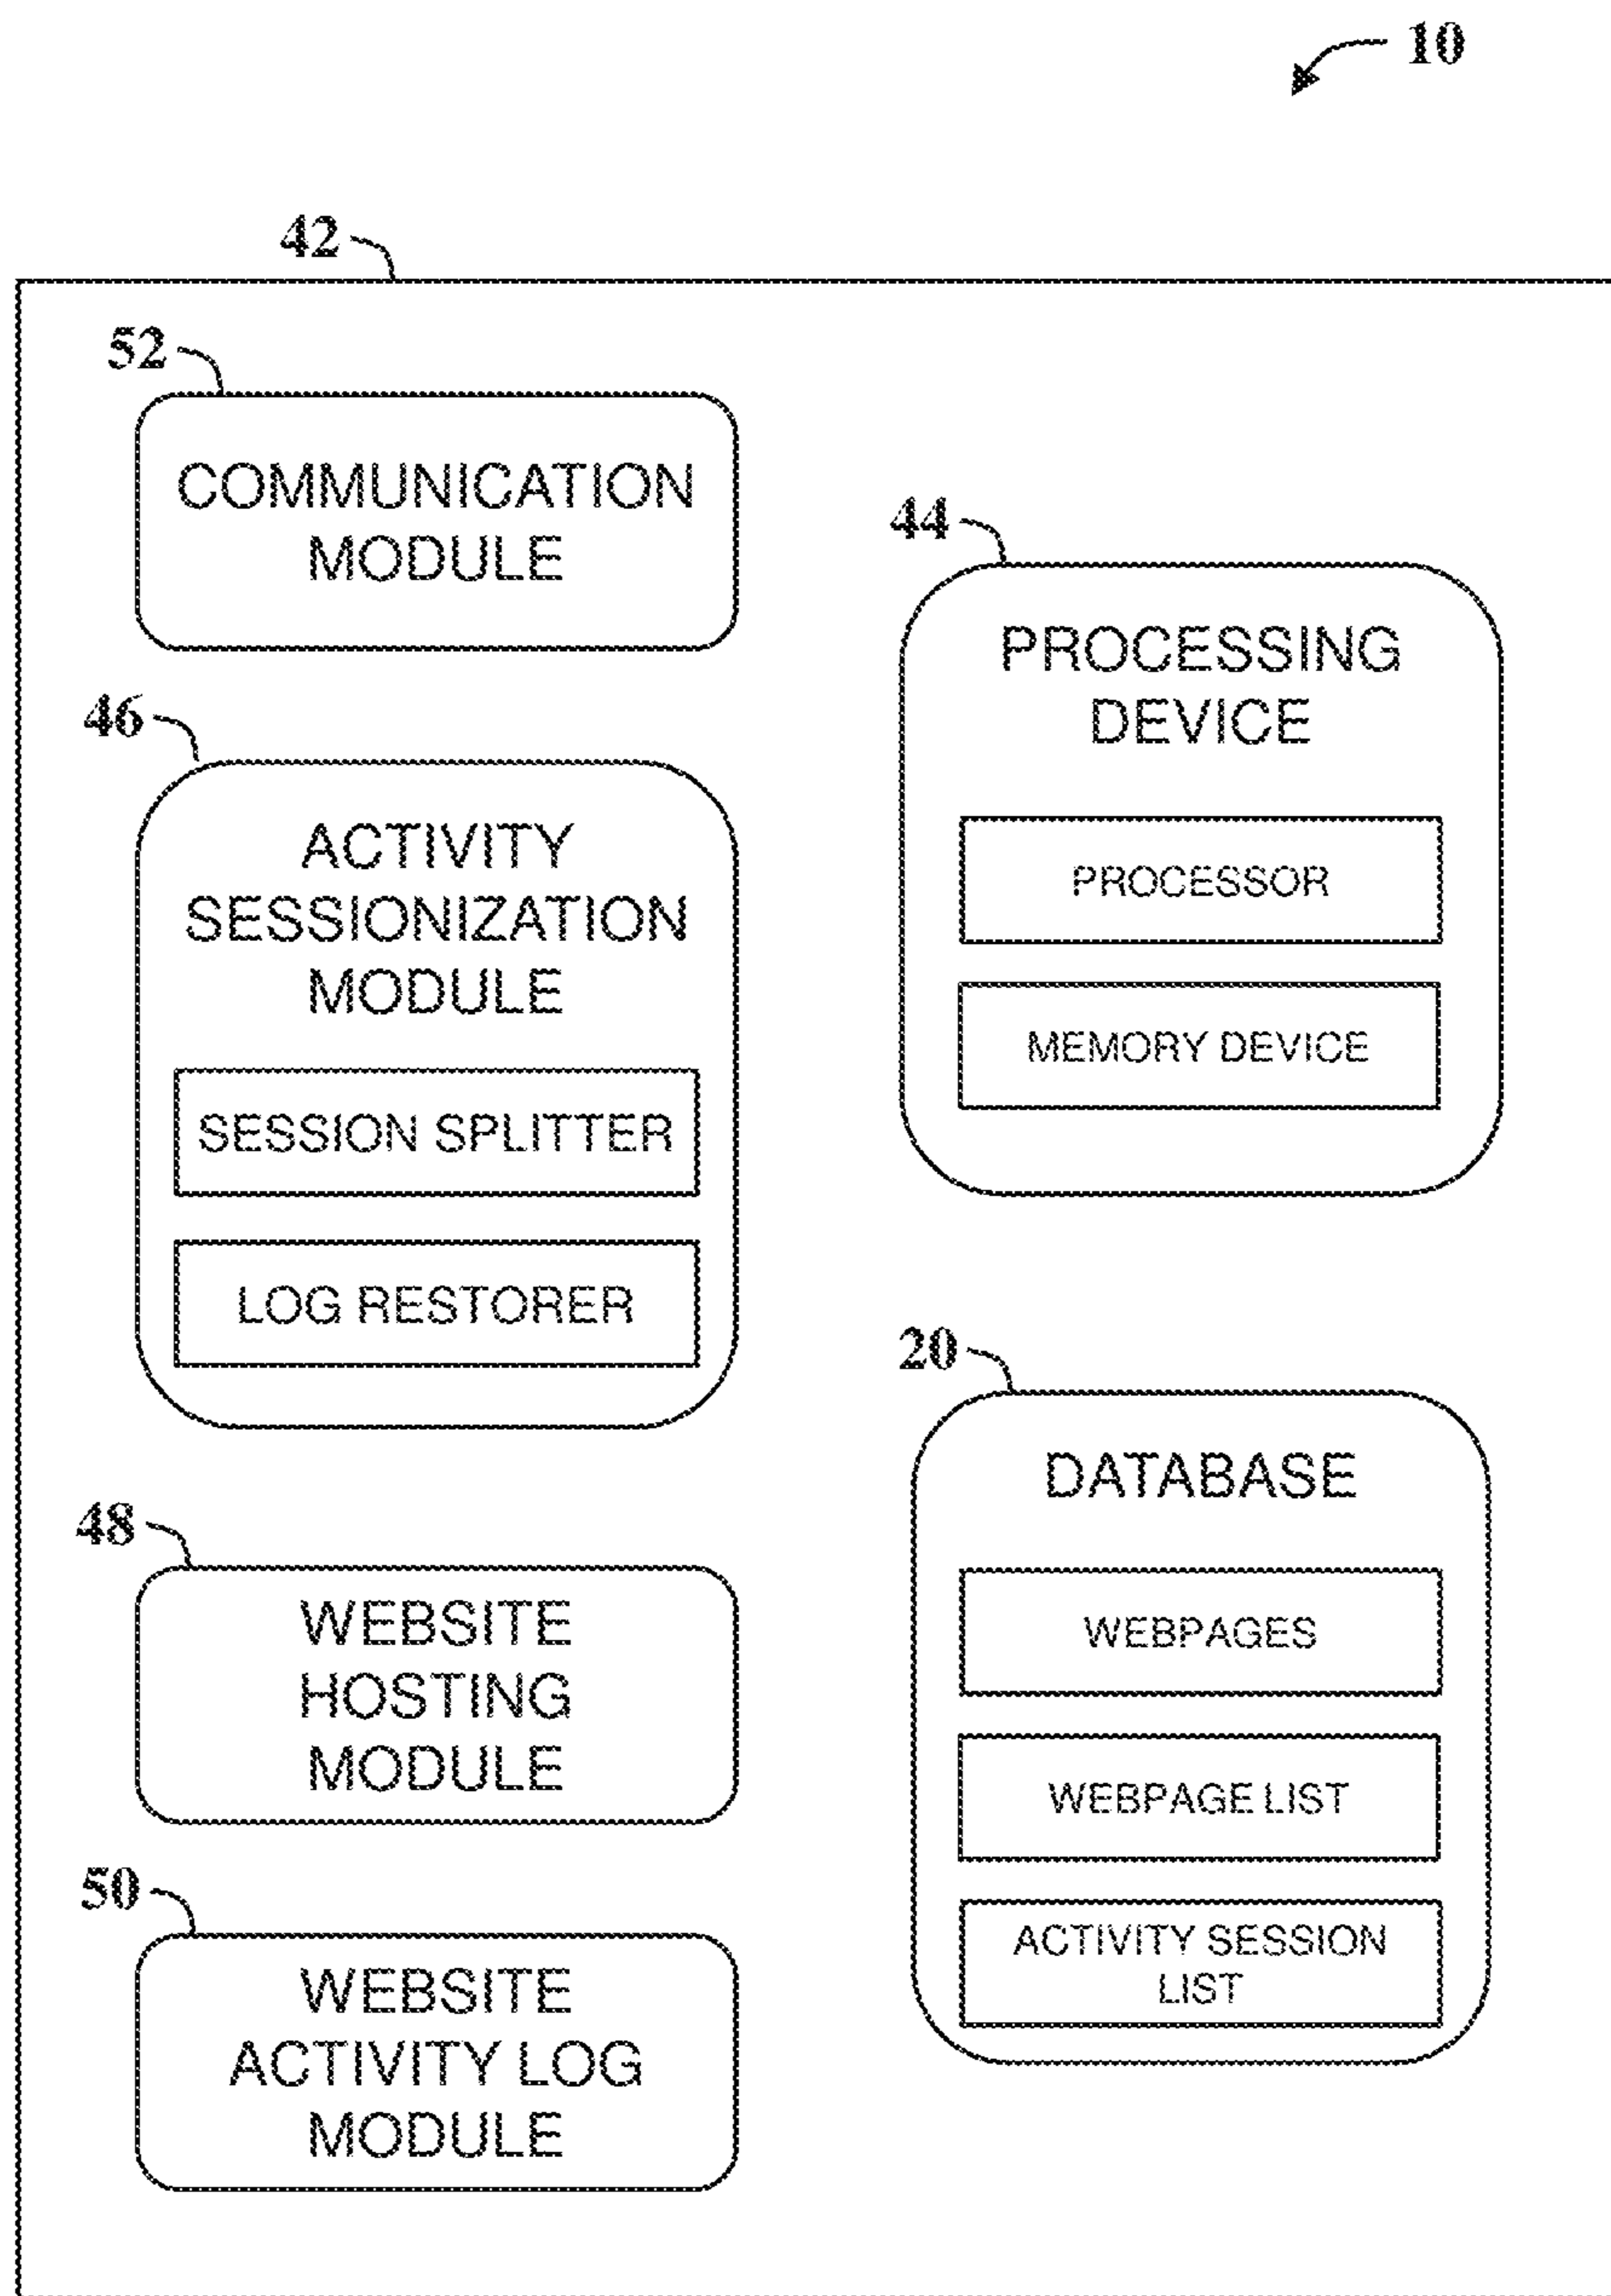 10
42
52
COMMUNICATION
MODULE
46
ACTIVITY
SESSIONIZATION
MODULE
SESSION SPLITTER
LOG RESTORER
48
WEBSITE
HOSTING
MODULE
50
WEBSITE
ACTIVITY LOG
MODULE
44
PROCESSING
DEVICE
PROCESSOR
MEMORY DEVICE
20
DATABASE
WEBPAGES
WEBPAGE LIST
ACTIVITY SESSION
LIST